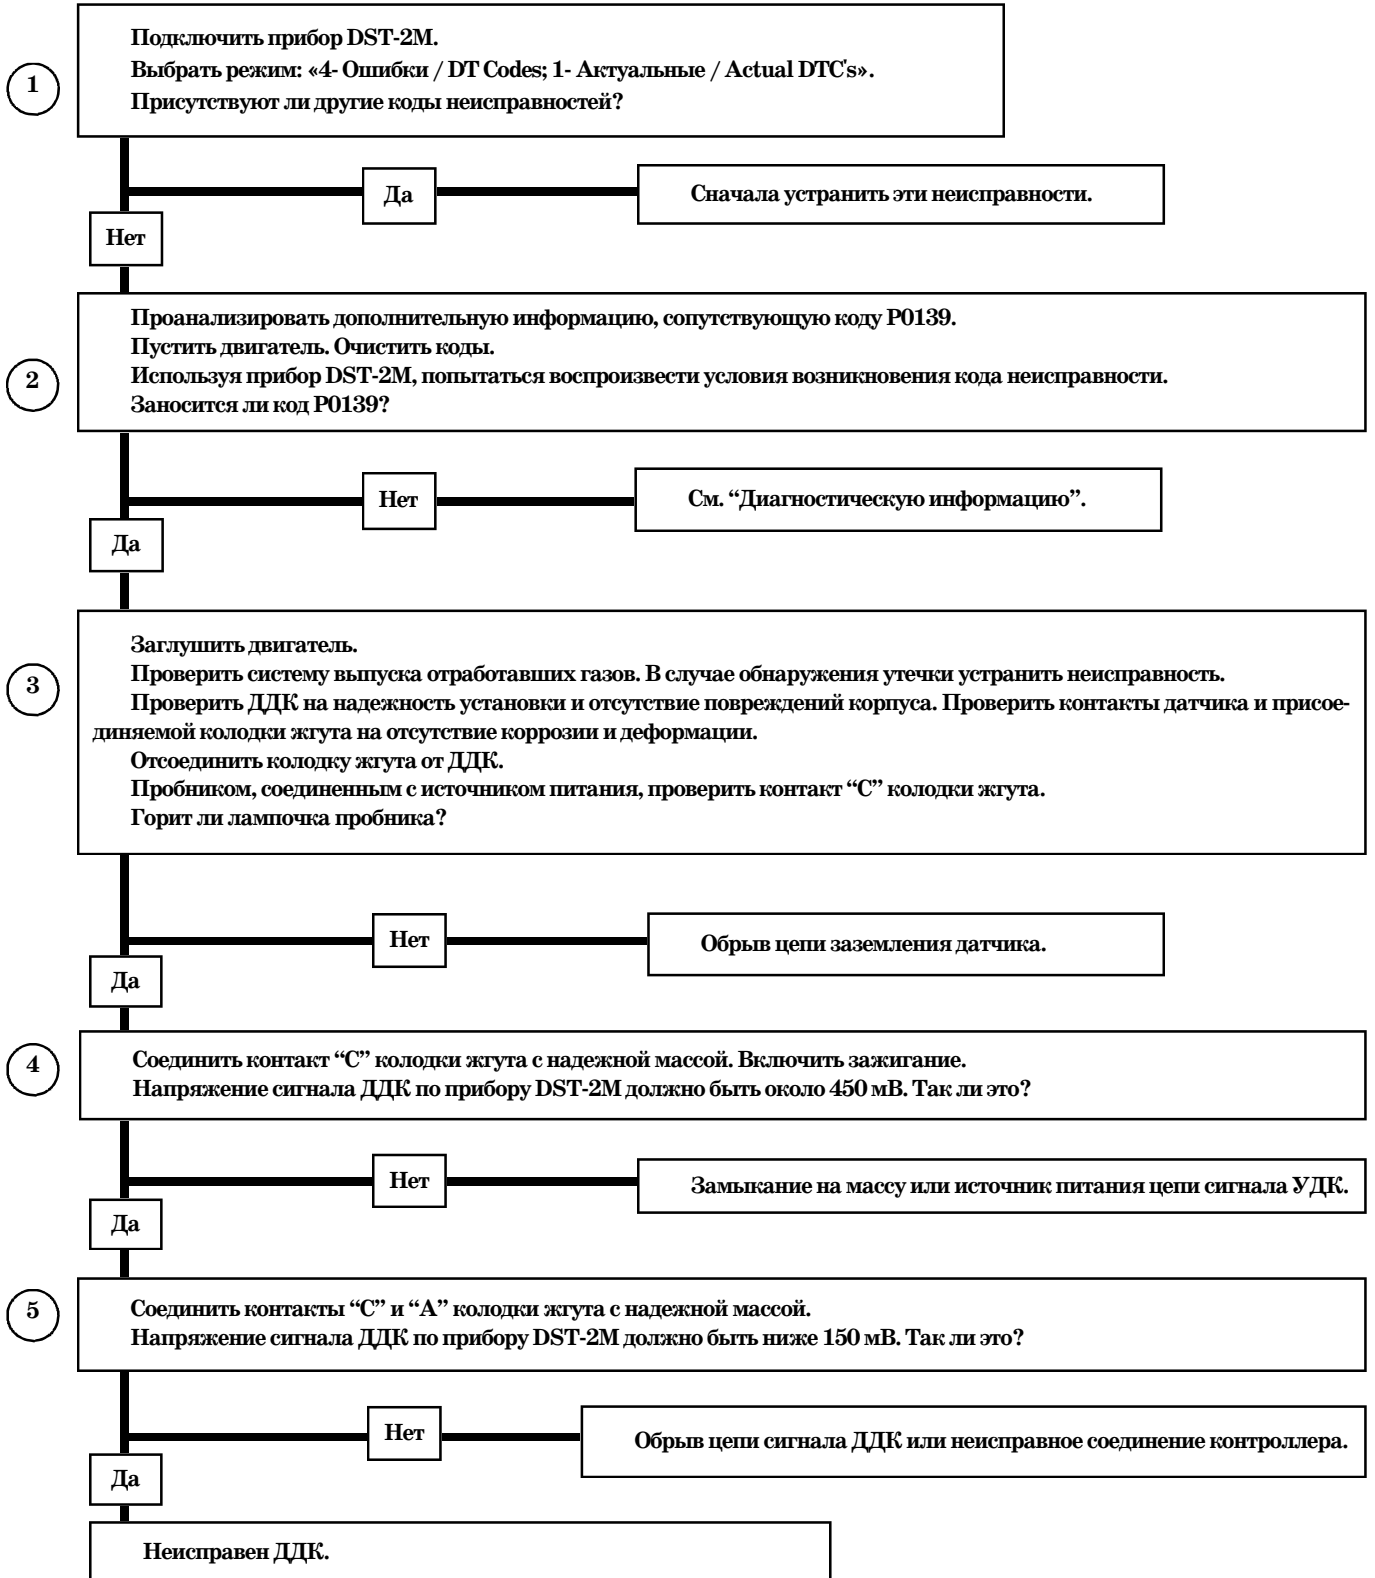 Подключить прибор DST-2M.
1
Выбрать режим: «4- Ошибки / DT Codes; 1- Актуальные / Actual DTC's».
Присутствуют ли другие коды неисправностей?
Да
Сначала устранить эти неисправности.
Нет
Проанализировать дополнительную информацию, сопутствующую коду P0139.
Пустить двигатель. Очистить коды.
2
Используя прибор DST-2M, попытаться воспроизвести условия возникновения кода неисправности.
Заносится ли код P0139?
Нет
См. “Диагностическую информацию”.
Да
Заглушить двигатель.
Проверить систему выпуска отработавших газов. В случае обнаружения утечки устранить неисправность.
3
Проверить ДДК на надежность установки и отсутствие повреждений корпуса. Проверить контакты датчика и присое-
диняемой колодки жгута на отсутствие коррозии и деформации.
Отсоединить колодку жгута от ДДК.
Пробником, соединенным с источником питания, проверить контакт “С” колодки жгута.
Горит ли лампочка пробника?
Нет
Обрыв цепи заземления датчика.
Да
4
Соединить контакт “С” колодки жгута с надежной массой. Включить зажигание.
Напряжение сигнала ДДК по прибору DST-2M должно быть около 450 мВ. Так ли это?
Нет
Замыкание на массу или источник питания цепи сигнала УДК.
Да
5
Соединить контакты “С” и “А” колодки жгута с надежной массой.
Напряжение сигнала ДДК по прибору DST-2M должно быть ниже 150 мВ. Так ли это?
Нет
Обрыв цепи сигнала ДДК или неисправное соединение контроллера.
Да
Неисправен ДДК.